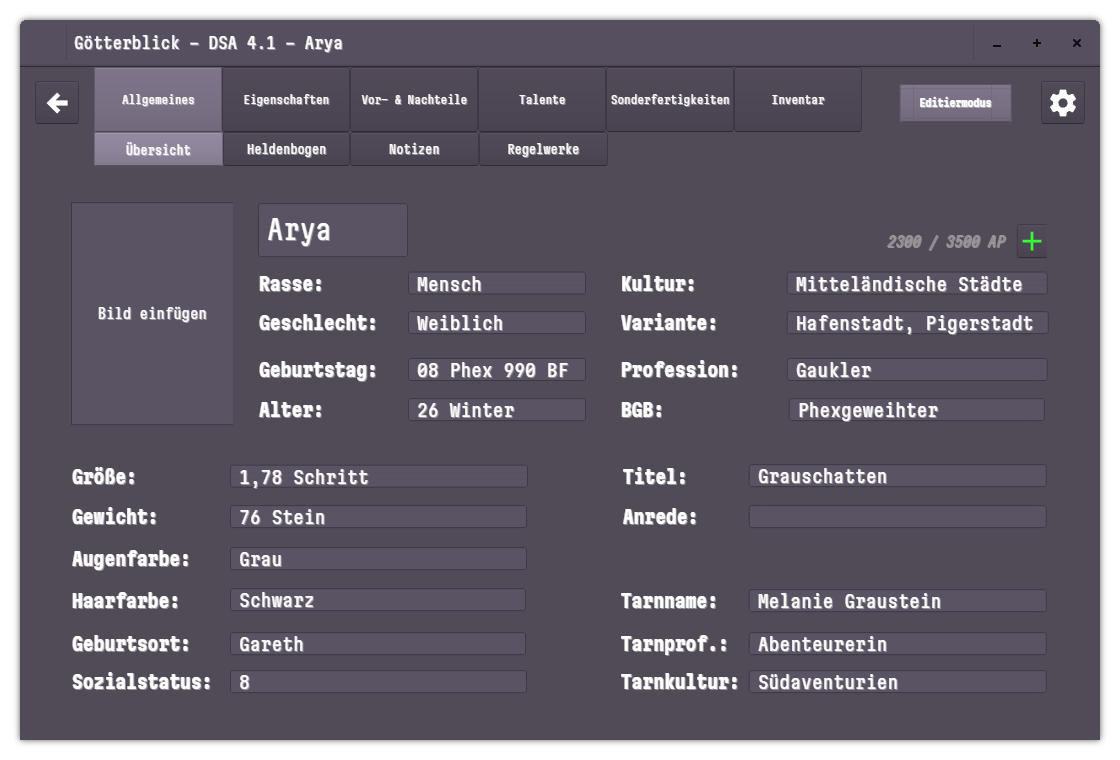 Götterblick – DSA 4.1 – Arya
Allgemeines Eigenschaften Vor- & Nachteile Talente Sonderfertigkeiten Inventar Editiermodus
Übersicht Heldenbogen Notizen Regelwerke
Bild einfügen
Arya
2300 / 3500 AP
Rasse: Mensch Kultur: Mitteländische Städte
Geschlecht: Weiblich Variante: Hafenstadt, Pigerstadt
Geburtstag: 08 Phex 990 BF Profession: Gaukler
Alter: 26 Winter BGB: Phexgeweihter
Größe: 1,78 Schritt Titel: Grauschatten
Gewicht: 76 Stein Anrede:
Augenfarbe: Grau
Haarfarbe: Schwarz Tarnname: Melanie Graustein
Geburtsort: Gareth Tarnprof.: Abenteurerin
Sozialstatus: 8 Tarnkultur: Südaventurien